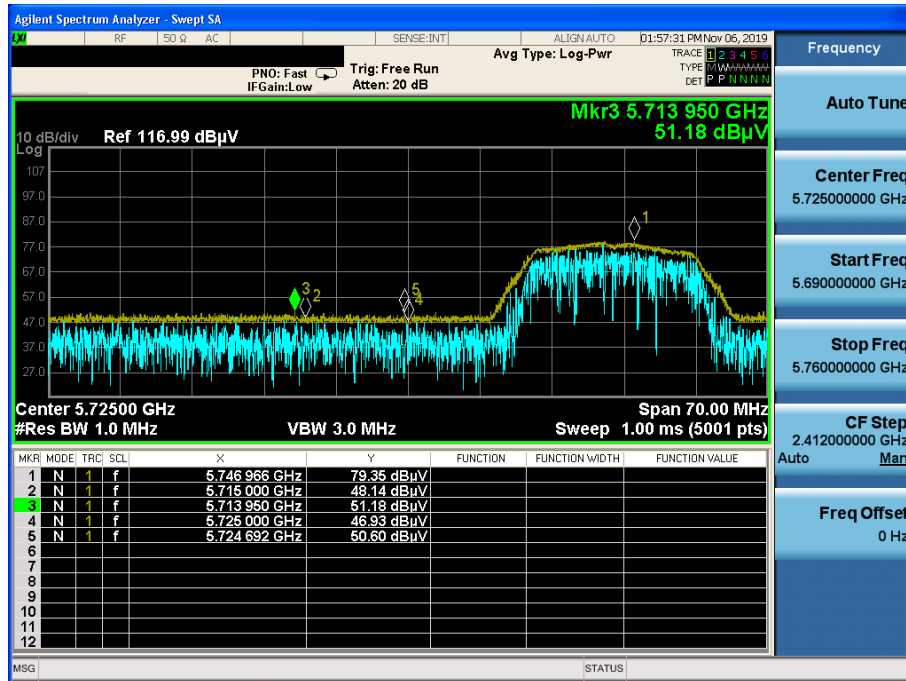 Agilent Spectrum Analyzer - Swept SA
LXI RF 50 Ω AC SENSE:INT ALIGN AUTO 01:57:31 PM Nov 06, 2019
Avg Type: Log-Pwr TRACE 1 2 3 4 5 6
PNO: Fast Trig: Free Run TYPE M W W W W W
IFGain:Low Atten: 20 dB DET P P N N N N
Mkr3 5.713 950 GHz
51.18 dBµV
10 dB/div Ref 116.99 dBµV
Log
107
97.0
87.0
77.0
67.0
57.0
47.0
37.0
27.0
1
3
2
5
4
Center 5.72500 GHz Span 70.00 MHz
#Res BW 1.0 MHz VBW 3.0 MHz Sweep 1.00 ms (5001 pts)
MKR MODE TRC SCL X Y FUNCTION FUNCTION WIDTH FUNCTION VALUE
1 N 1 f 5.746 966 GHz 79.35 dBµV
2 N 1 f 5.715 000 GHz 48.14 dBµV
3 N 1 f 5.713 950 GHz 51.18 dBµV
4 N 1 f 5.725 000 GHz 46.93 dBµV
5 N 1 f 5.724 692 GHz 50.60 dBµV
6
7
8
9
10
11
12
MSG STATUS
Frequency
Auto Tune
Center Freq
5.725000000 GHz
Start Freq
5.690000000 GHz
Stop Freq
5.760000000 GHz
CF Step
2.412000000 GHz
Auto Man
Freq Offset
0 Hz